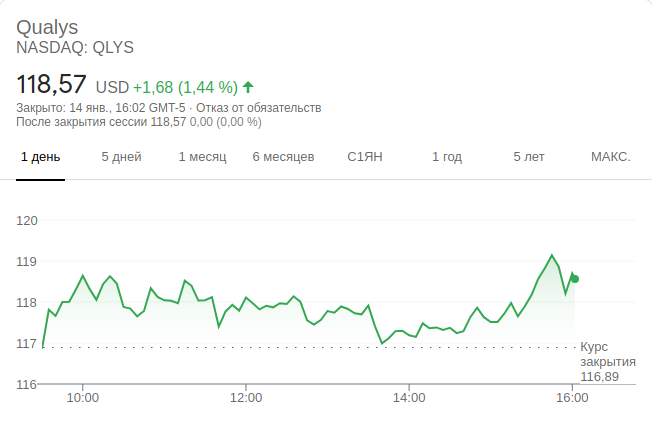 Qualys
NASDAQ: QLYS
118,57 USD +1,68 (1,44 %)
Закрыто: 14 янв., 16:02 GMT-5 · Отказ от обязательств
После закрытия сессии 118,57 0,00 (0,00 %)
1 день 5 дней 1 месяц 6 месяцев С1ЯН 1 год 5 лет МАКС.
120
119
118
117
Курс
закрытия
116,89
116
10:00 12:00 14:00 16:00